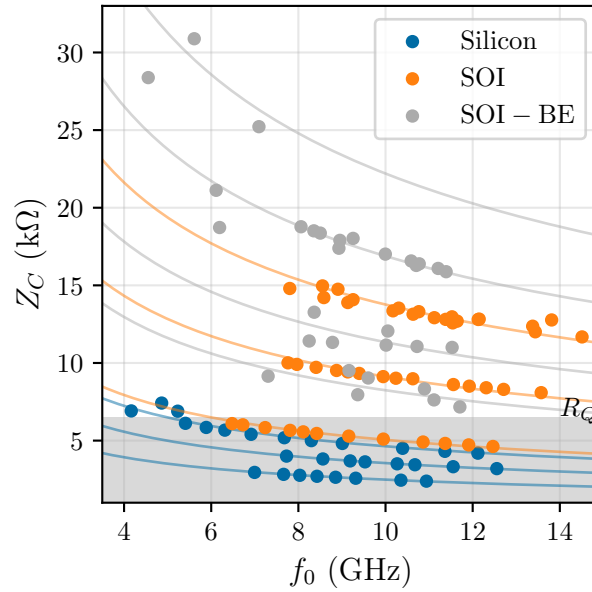 Silicon
SOI
SOI − BE
30
25
20
15
10
5
Z_C (kΩ)
R_Q
4 6 8 10 12 14
f_0 (GHz)